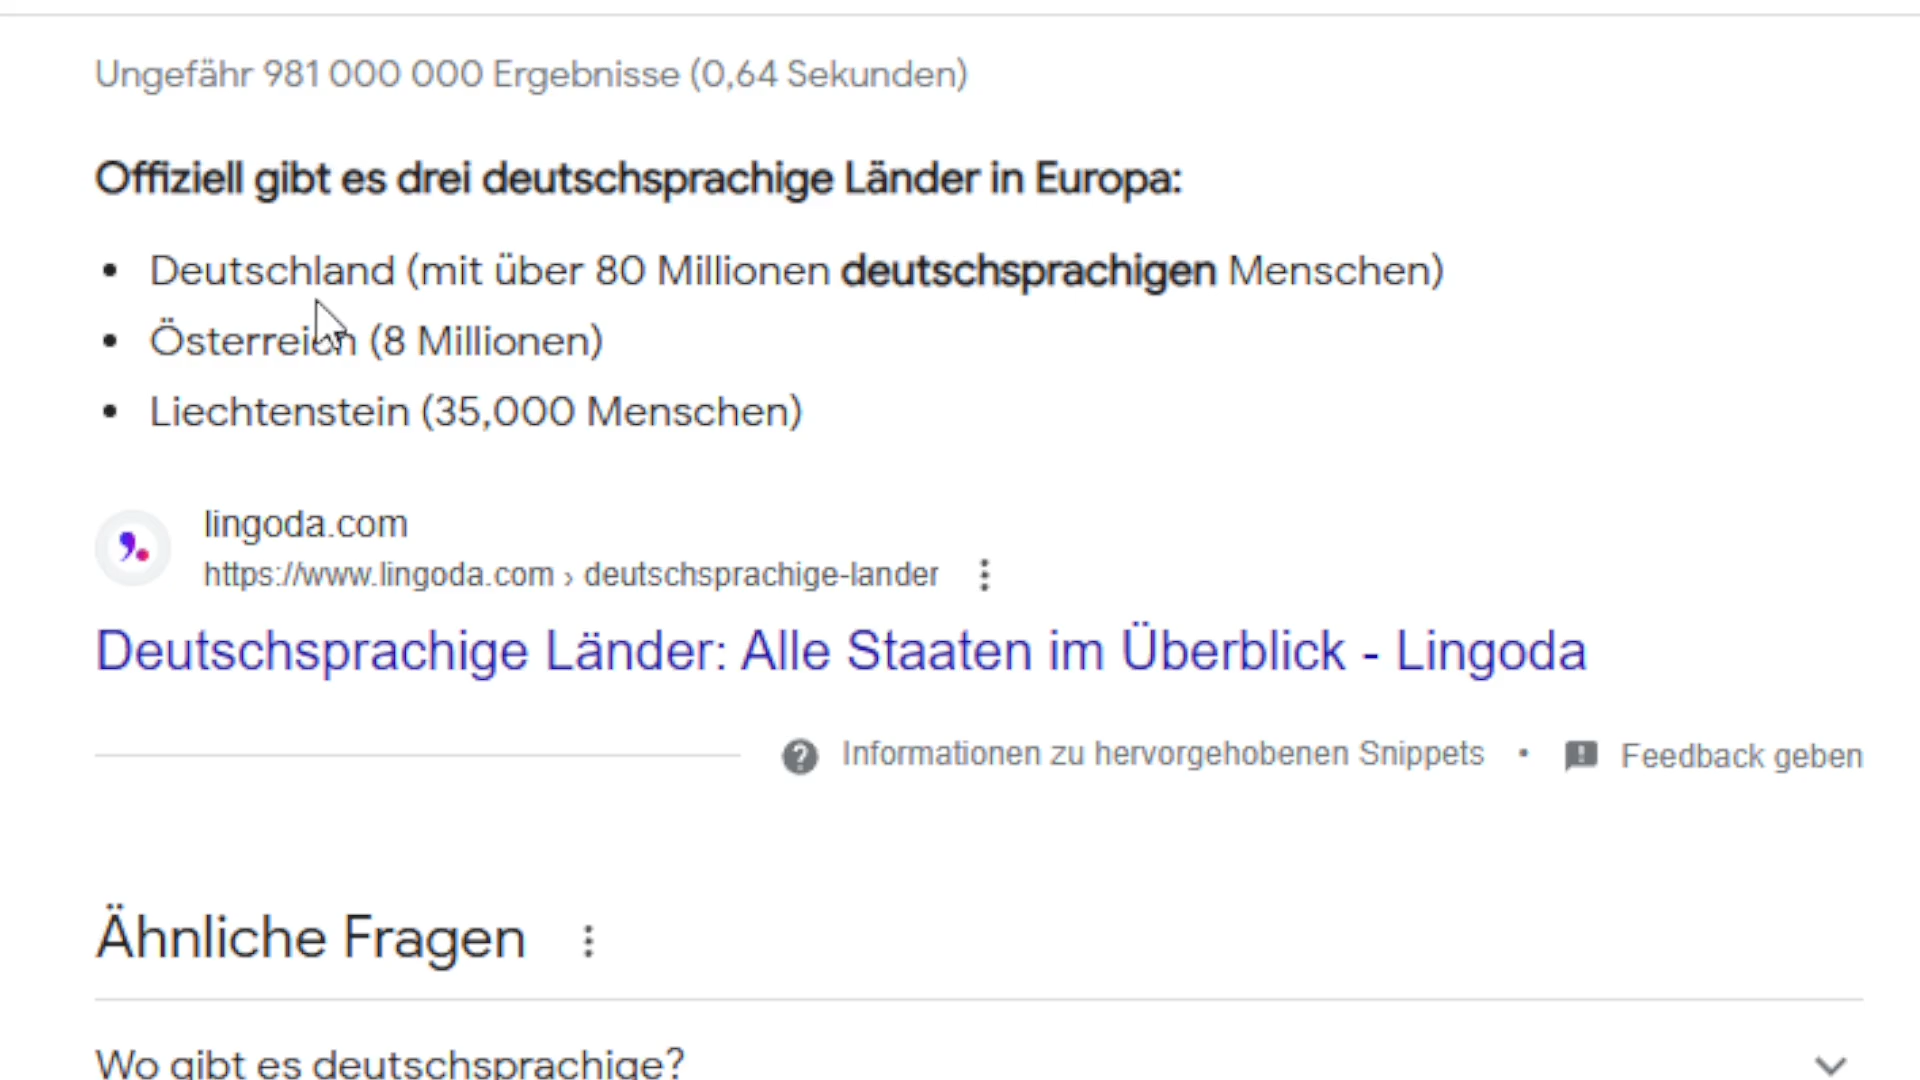 Ungefähr 981 000 000 Ergebnisse (0,64 Sekunden)
Offiziell gibt es drei deutschsprachige Länder in Europa:
• Deutschland (mit über 80 Millionen deutschsprachigen Menschen)
• Österreich (8 Millionen)
• Liechtenstein (35,000 Menschen)
lingoda.com
https://www.lingoda.com › deutschsprachige-lander
Deutschsprachige Länder: Alle Staaten im Überblick - Lingoda
Informationen zu hervorgehobenen Snippets • Feedback geben
Ähnliche Fragen
Wo gibt es deutschsprachige?